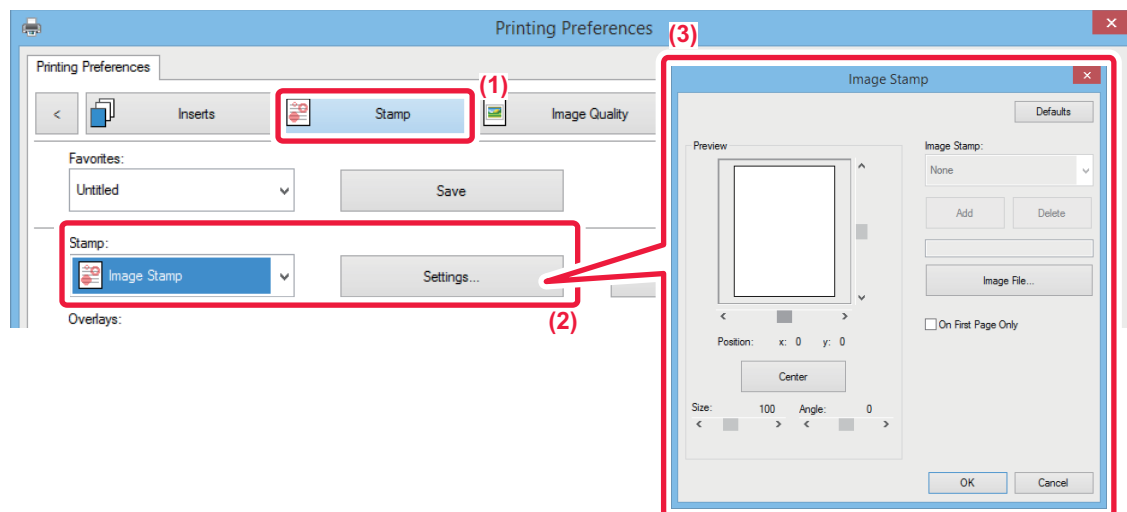 Printing Preferences
(3)
Printing Preferences
(1)
< Inserts Stamp Image Quality
Favorites:
Untitled Save
Stamp:
Image Stamp Settings...
(2)
Overlays:
Image Stamp
Defaults
Preview
Image Stamp:
None
Add Delete
Image File...
On First Page Only
Position: x: 0 y: 0
Center
Size: 100 Angle: 0
OK Cancel